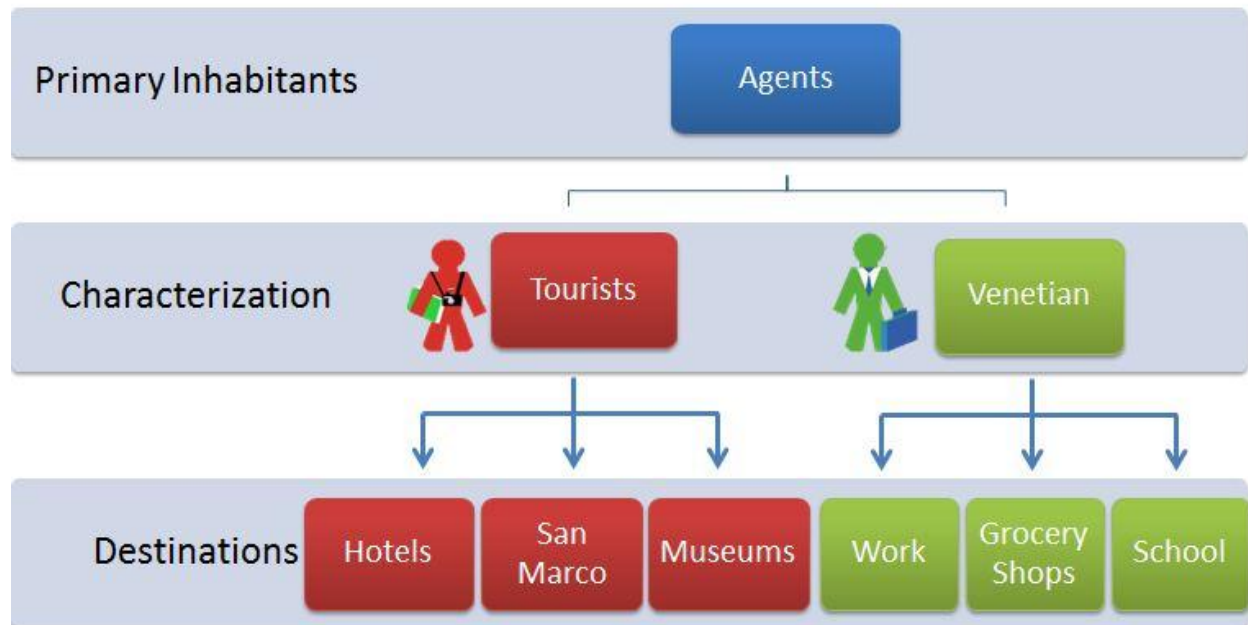 Primary Inhabitants
Agents
Characterization
Tourists
Venetian
Destinations
Hotels
San
Marco
Museums
Work
Grocery
Shops
School